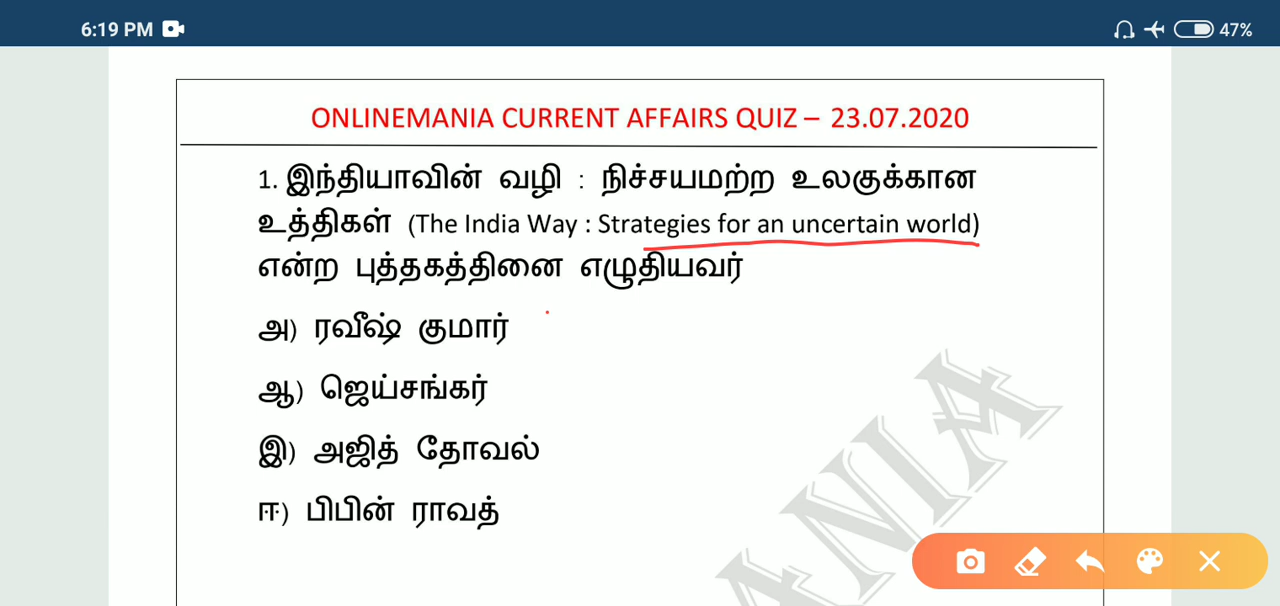 6:19 PM 47%
ONLINEMANIA CURRENT AFFAIRS QUIZ – 23.07.2020
1. இந்தியாவின் வழி : நிச்சயமற்ற உலகுக்கான
உத்திகள் (The India Way : Strategies for an uncertain world)
என்ற புத்தகத்தினை எழுதியவர்
அ) ரவீஷ் குமார்
ஆ) ஜெய்சங்கர்
இ) அஜித் தோவல்
ஈ) பிபின் ராவத்
ANIA